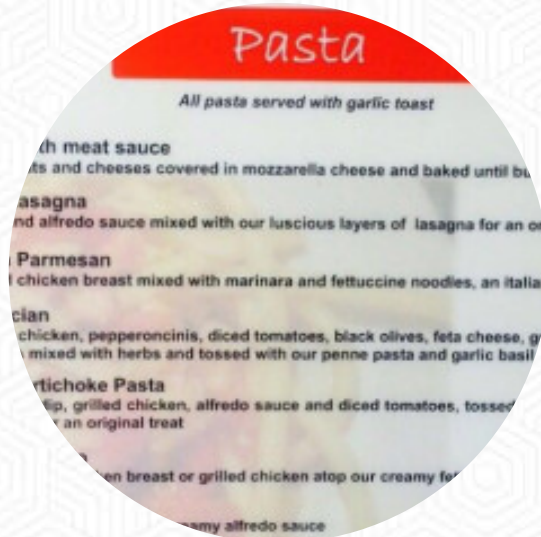 Pasta
All pasta served with garlic toast
th meat sauce
ts and cheeses covered in mozzarella cheese and baked until bu
asagna
nd alfredo sauce mixed with our luscious layers of lasagna for an or
Parmesan
chicken breast mixed with marinara and fettuccine noodles, an italia
cian
chicken, pepperoncinis, diced tomatoes, black olives, feta cheese, g
mixed with herbs and tossed with our penne pasta and garlic basil
rtichoke Pasta
dip, grilled chicken, alfredo sauce and diced tomatoes, tossed
an original treat
en breast or grilled chicken atop our creamy fet
amy alfredo sauce